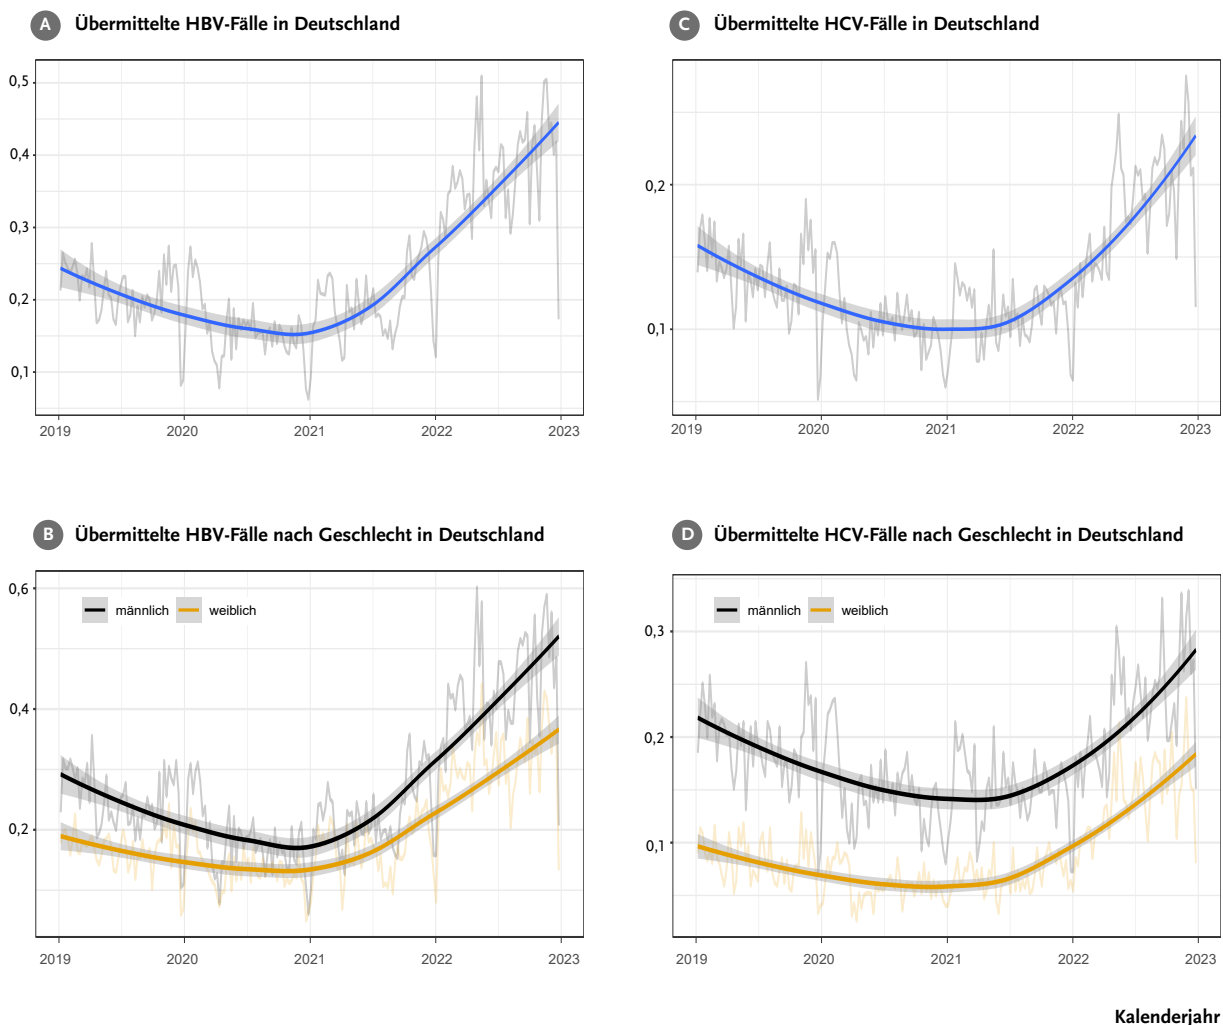 A Übermittelte HBV-Fälle in Deutschland
0,5
0,4
0,3
0,2
0,1
2019 2020 2021 2022 2023
C Übermittelte HCV-Fälle in Deutschland
0,2
0,1
2019 2020 2021 2022 2023
B Übermittelte HBV-Fälle nach Geschlecht in Deutschland
0,6
männlich weiblich
0,4
0,2
2019 2020 2021 2022 2023
D Übermittelte HCV-Fälle nach Geschlecht in Deutschland
männlich weiblich
0,3
0,2
0,1
2019 2020 2021 2022 2023
Kalenderjahr